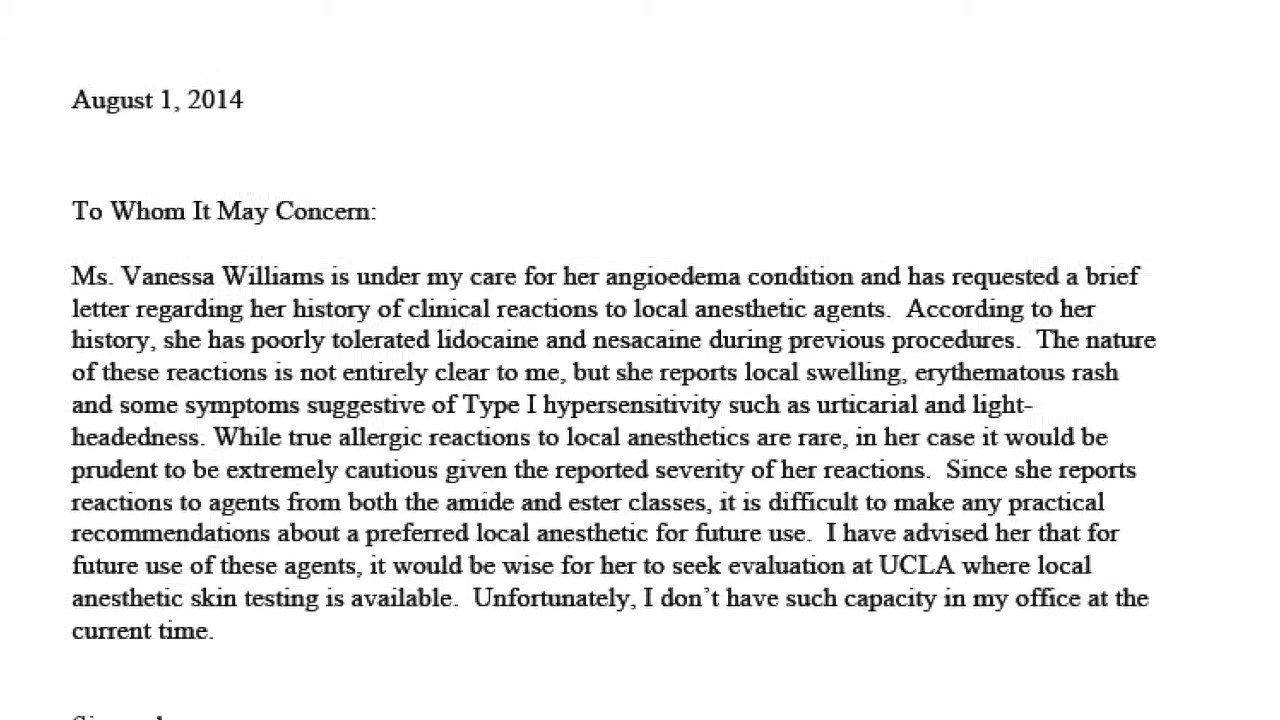 August 1, 2014
To Whom It May Concern:
Ms. Vanessa Williams is under my care for her angioedema condition and has requested a brief
letter regarding her history of clinical reactions to local anesthetic agents.  According to her
history, she has poorly tolerated lidocaine and nesacaine during previous procedures.  The nature
of these reactions is not entirely clear to me, but she reports local swelling, erythematous rash
and some symptoms suggestive of Type I hypersensitivity such as urticarial and light-
headedness. While true allergic reactions to local anesthetics are rare, in her case it would be
prudent to be extremely cautious given the reported severity of her reactions.  Since she reports
reactions to agents from both the amide and ester classes, it is difficult to make any practical
recommendations about a preferred local anesthetic for future use.  I have advised her that for
future use of these agents, it would be wise for her to seek evaluation at UCLA where local
anesthetic skin testing is available.  Unfortunately, I don’t have such capacity in my office at the
current time.